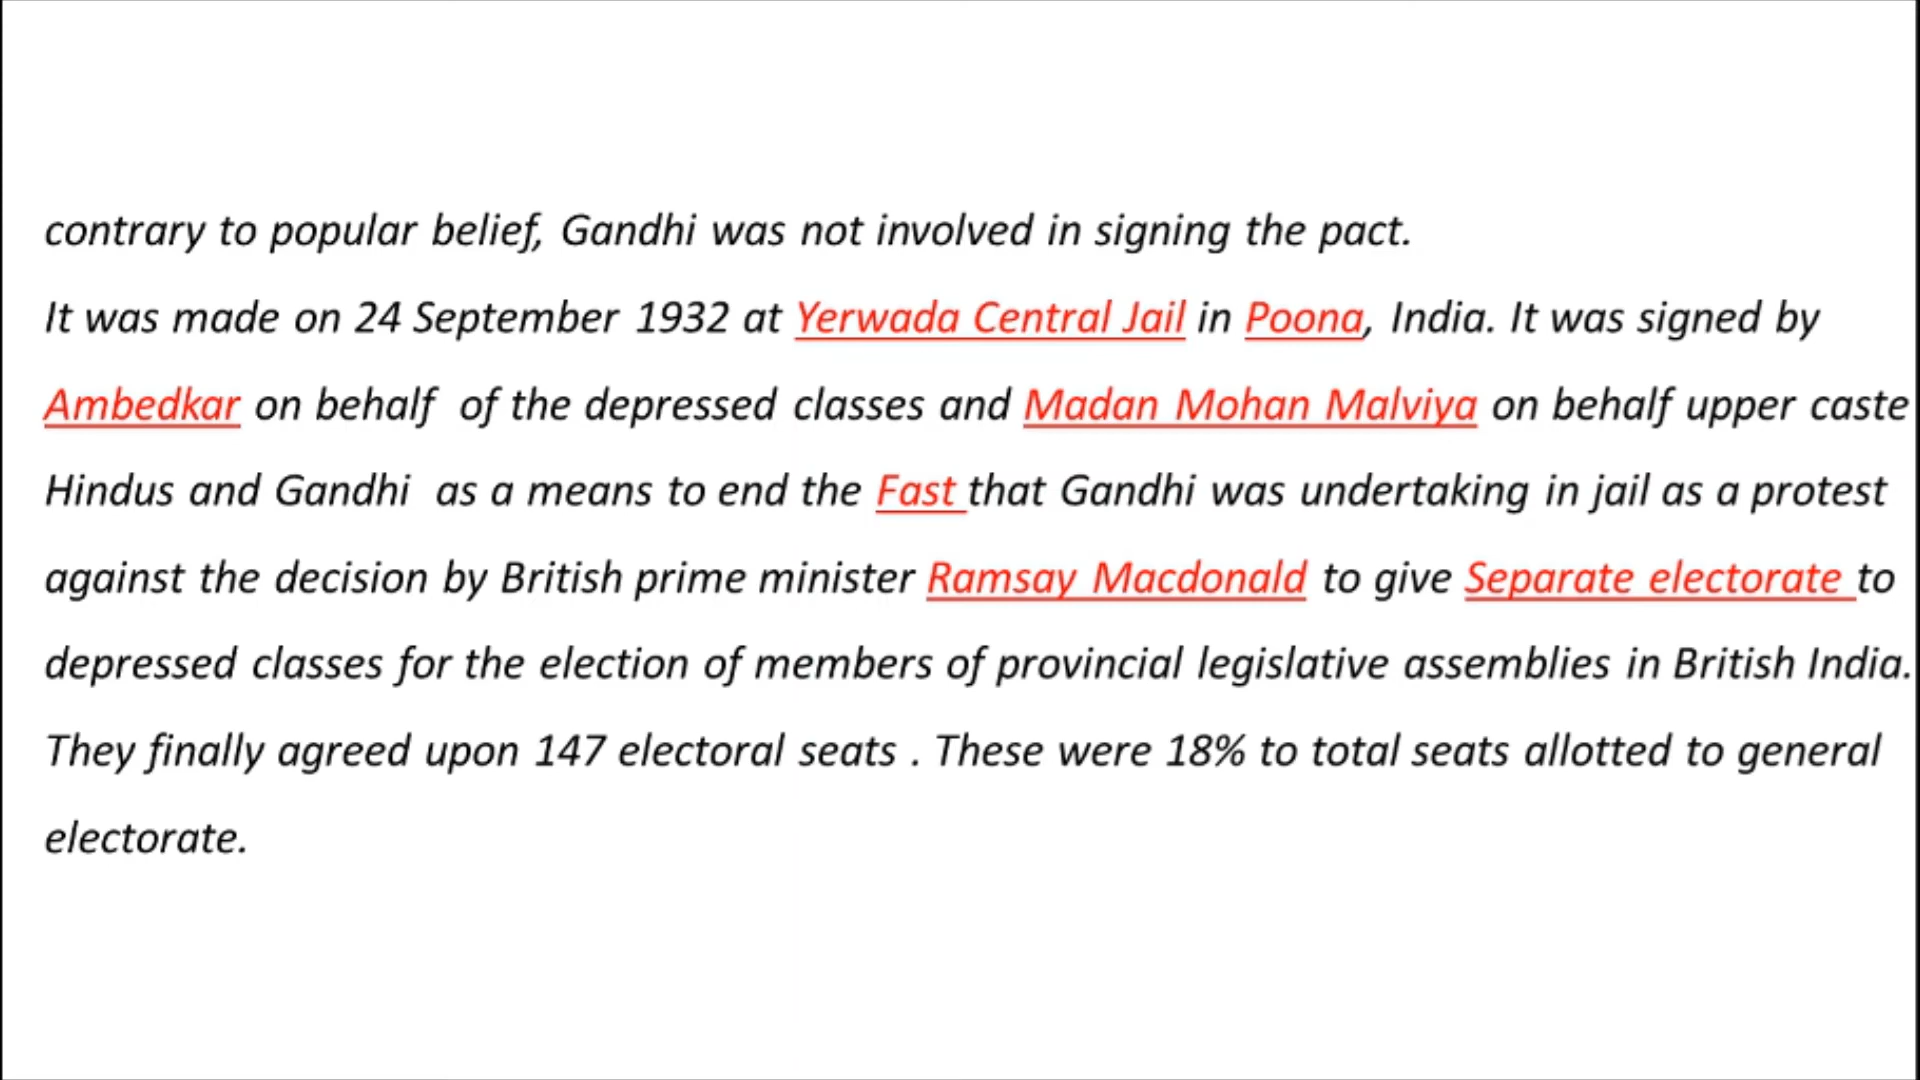 contrary to popular belief, Gandhi was not involved in signing the pact.
It was made on 24 September 1932 at Yerwada Central Jail in Poona, India. It was signed by
Ambedkar on behalf of the depressed classes and Madan Mohan Malviya on behalf upper caste
Hindus and Gandhi as a means to end the Fast that Gandhi was undertaking in jail as a protest
against the decision by British prime minister Ramsay Macdonald to give Separate electorate to
depressed classes for the election of members of provincial legislative assemblies in British India.
They finally agreed upon 147 electoral seats . These were 18% to total seats allotted to general
electorate.